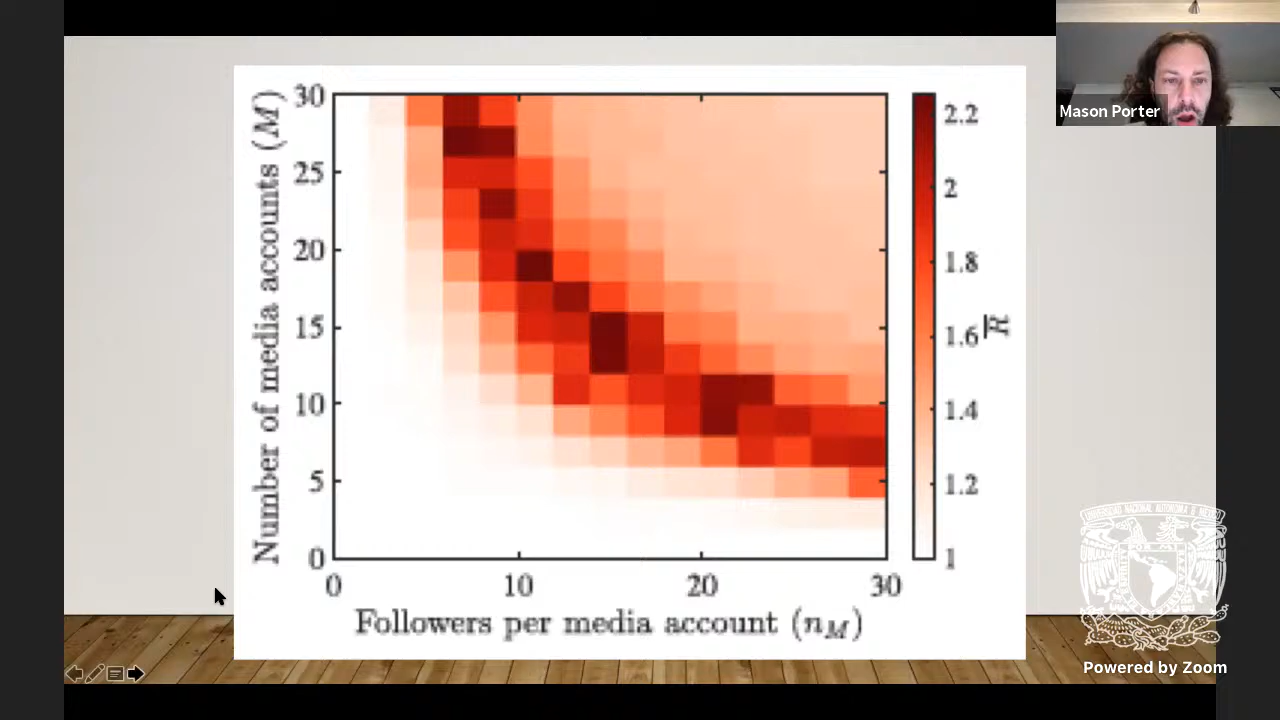 Mason Porter
30
25
20
15
10
5
0
Number of media accounts (M)
0 10 20 30
Followers per media account (n_M)
2.2
2
1.8
1.6
1.4
1.2
1
R̅
Powered by Zoom